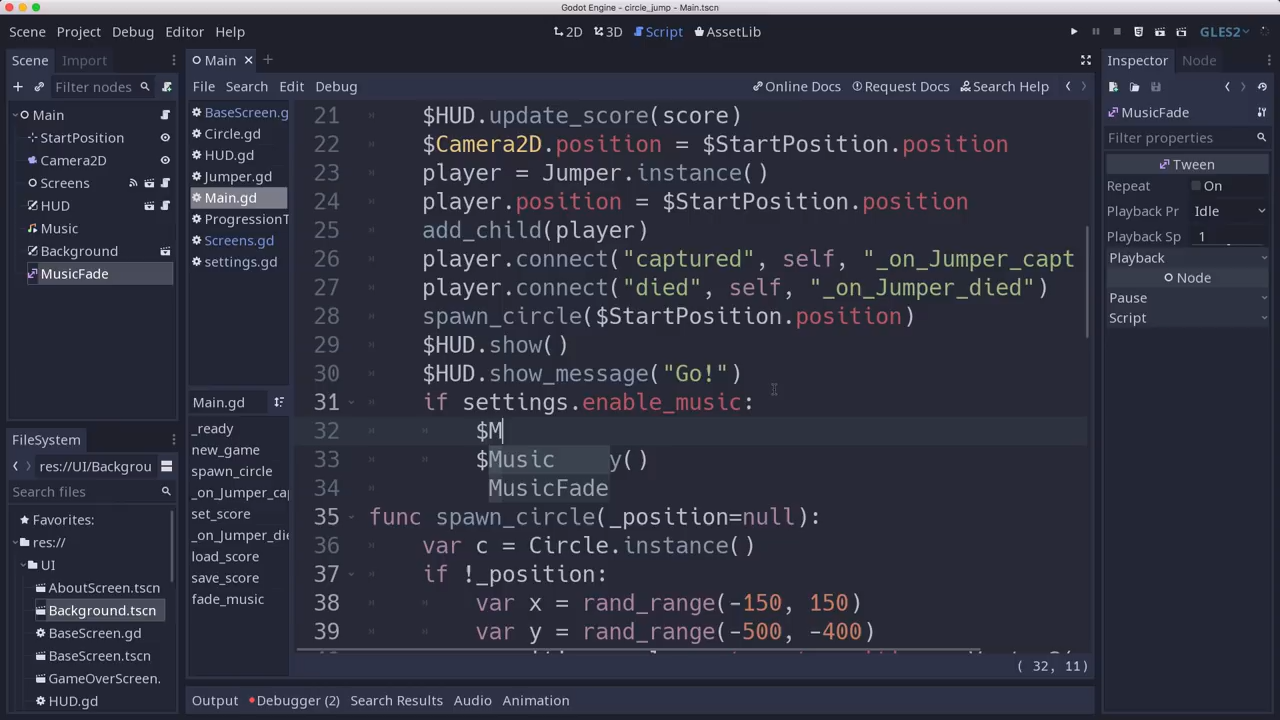 Godot Engine - circle_jump - Main.tscn
Scene Project Debug Editor Help
2D 3D Script AssetLib
GLES2
Scene Import
Main
Inspector Node
Filter nodes
File Search Edit Debug
Online Docs Request Docs Search Help
Main
StartPosition
Camera2D
Screens
HUD
Music
Background
MusicFade
BaseScreen.g
Circle.gd
HUD.gd
Jumper.gd
Main.gd
ProgressionT
Screens.gd
settings.gd
Main.gd
_ready
new_game
spawn_circle
_on_Jumper_ca
set_score
_on_Jumper_die
load_score
save_score
fade_music
21 $HUD.update_score(score)
22 $Camera2D.position = $StartPosition.position
23 player = Jumper.instance()
24 player.position = $StartPosition.position
25 add_child(player)
26 player.connect("captured", self, "_on_Jumper_capt
27 player.connect("died", self, "_on_Jumper_died")
28 spawn_circle($StartPosition.position)
29 $HUD.show()
30 $HUD.show_message("Go!")
31 if settings.enable_music:
32 $M
33 $Music y()
34 MusicFade
35 func spawn_circle(_position=null):
36 var c = Circle.instance()
37 if !_position:
38 var x = rand_range(-150, 150)
39 var y = rand_range(-500, -400)
( 32, 11)
MusicFade
Filter properties
Tween
Repeat On
Playback Pr Idle
Playback Sp 1
Playback
Node
Pause
Script
FileSystem
res://UI/Backgrou
Search files
Favorites:
res://
UI
AboutScreen.tscn
Background.tscn
BaseScreen.gd
BaseScreen.tscn
GameOverScreen.
HUD.gd
Output Debugger (2) Search Results Audio Animation